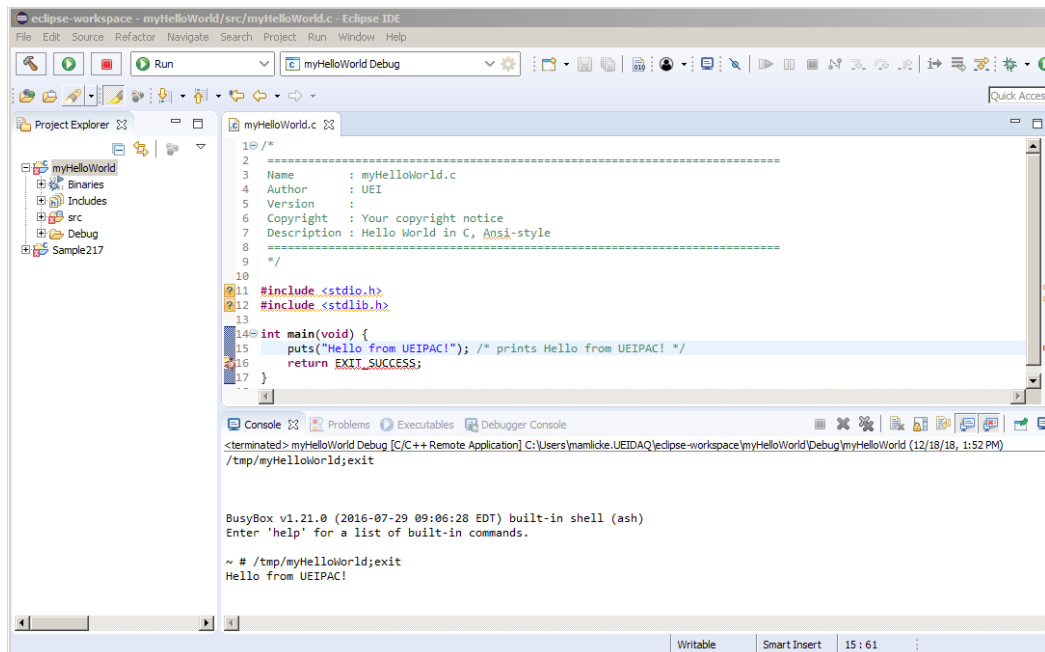 eclipse-workspace - myHelloWorld/src/myHelloWorld.c - Eclipse IDE
File Edit Source Refactor Navigate Search Project Run Window Help
Run
myHelloWorld Debug
Quick Acces
Project Explorer
myHelloWorld.c
myHelloWorld
Binaries
Includes
src
Debug
Sample217
1 /*
2 ============================================================================
3 Name : myHelloWorld.c
4 Author : UEI
5 Version :
6 Copyright : Your copyright notice
7 Description : Hello World in C, Ansi-style
8 ============================================================================
9 */
10
11 #include <stdio.h>
12 #include <stdlib.h>
13
14 int main(void) {
15 puts("Hello from UEIPAC!"); /* prints Hello from UEIPAC! */
16 return EXIT_SUCCESS;
17 }
Console Problems Executables Debugger Console
<terminated> myHelloWorld Debug [C/C++ Remote Application] C:\Users\mamlicke.UEIDAQ\eclipse-workspace\myHelloWorld\Debug\myHelloWorld (12/18/18, 1:52 PM)
/tmp/myHelloWorld;exit
BusyBox v1.21.0 (2016-07-29 09:06:28 EDT) built-in shell (ash)
Enter 'help' for a list of built-in commands.
~ # /tmp/myHelloWorld;exit
Hello from UEIPAC!
Writable Smart Insert 15 : 61